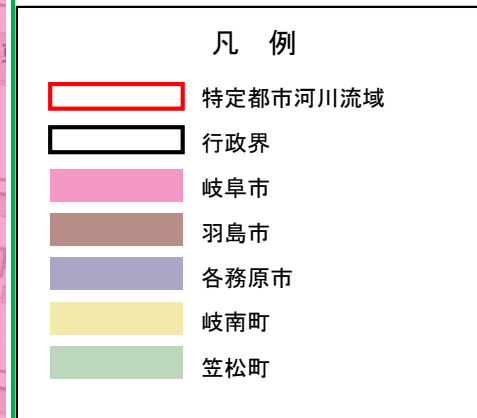 凡 例
特定都市河川流域
行政界
岐阜市
羽島市
各務原市
岐南町
笠松町